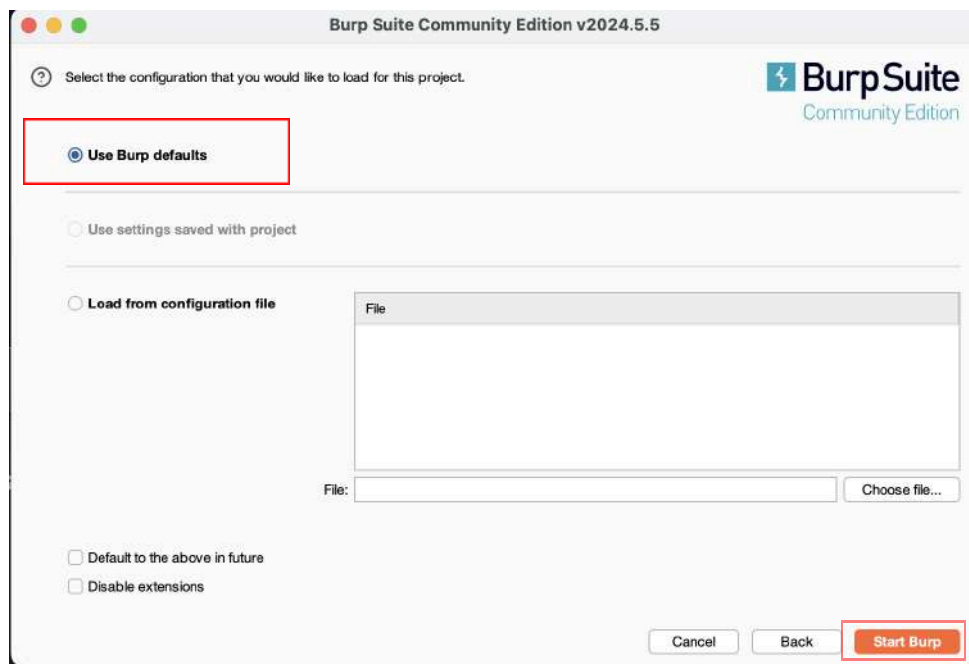 Burp Suite Community Edition v2024.5.5
? Select the configuration that you would like to load for this project.
BurpSuite
Community Edition
Use Burp defaults
Use settings saved with project
Load from configuration file
File
File:
Choose file...
Default to the above in future
Disable extensions
Cancel Back Start Burp